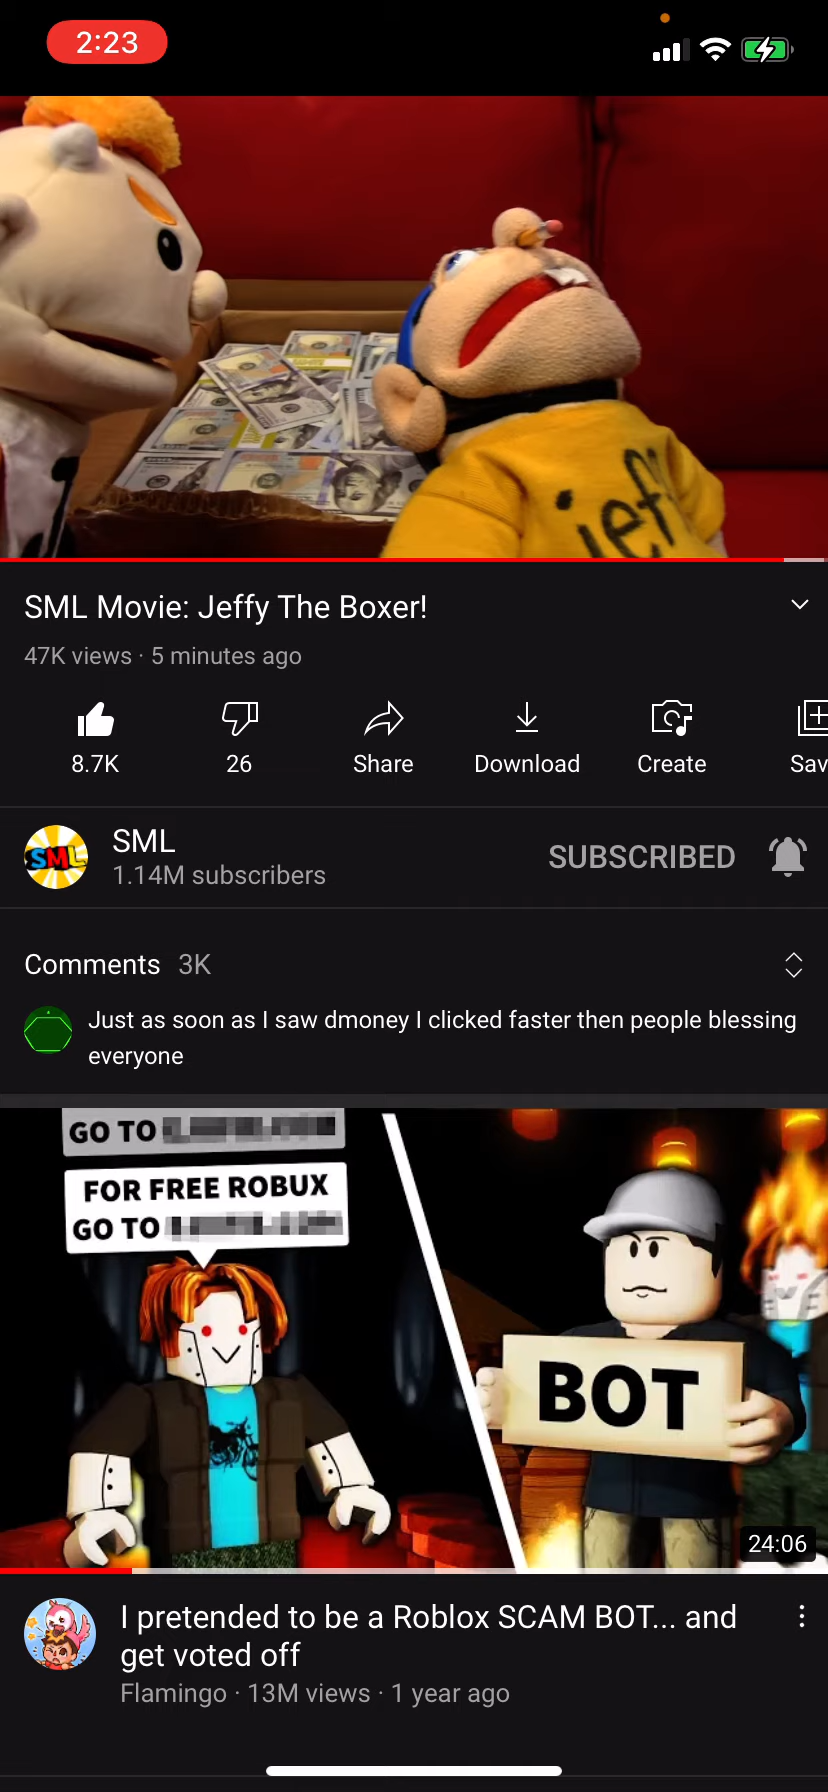 2:23
jeff
SML Movie: Jeffy The Boxer!
47K views · 5 minutes ago
8.7K
26
Share
Download
Create
Sav
SML
SML
1.14M subscribers
SUBSCRIBED
Comments 3K
Just as soon as I saw dmoney I clicked faster then people blessing
everyone
GO TO
FOR FREE ROBUX
GO TO
BOT
24:06
I pretended to be a Roblox SCAM BOT... and
get voted off
Flamingo · 13M views · 1 year ago